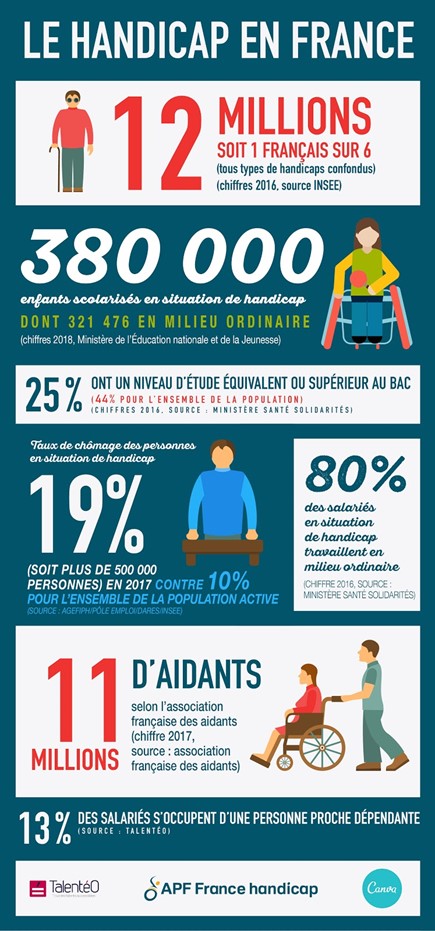 LE HANDICAP EN FRANCE
12 MILLIONS
SOIT 1 FRANÇAIS SUR 6
(tous types de handicaps confondus)
(chiffres 2016, source INSEE)
380 000
enfants scolarisés en situation de handicap
DONT 321 476 EN MILIEU ORDINAIRE
(chiffres 2018, Ministère de l'Éducation nationale et de la Jeunesse)
25% ONT UN NIVEAU D'ÉTUDE ÉQUIVALENT OU SUPÉRIEUR AU BAC
(44% POUR L'ENSEMBLE DE LA POPULATION)
(CHIFFRES 2016, SOURCE : MINISTÈRE SANTÉ SOLIDARITÉS)
Taux de chômage des personnes
en situation de handicap
19%
(SOIT PLUS DE 500 000
PERSONNES) EN 2017 CONTRE 10%
POUR L'ENSEMBLE DE LA POPULATION ACTIVE
(SOURCE : AGEFIPH/PÔLE EMPLOI/DARES/INSEE)
80%
des salariés
en situation
de handicap
travaillent en
milieu ordinaire
(CHIFFRE 2016, SOURCE :
MINISTÈRE SANTÉ SOLIDARITÉS)
11
MILLIONS
D'AIDANTS
selon l'association
française des aidants
(chiffre 2017,
source : association
française des aidants)
13% DES SALARIÉS S'OCCUPENT D'UNE PERSONNE PROCHE DÉPENDANTE
(SOURCE : TALENTÉO)
TalentéO
APF France handicap
Canva